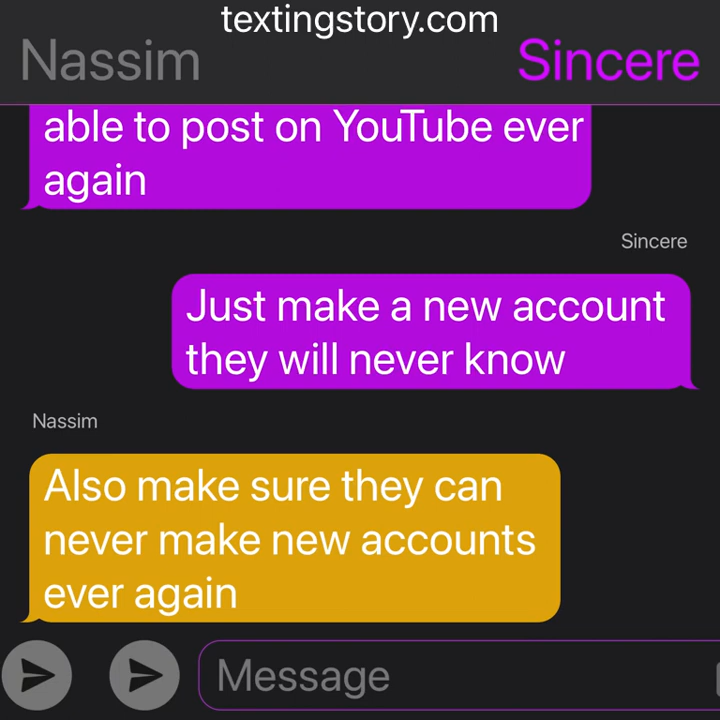 textingstory.com
Nassim Sincere
able to post on YouTube ever
again
Sincere
Just make a new account
they will never know
Nassim
Also make sure they can
never make new accounts
ever again
Message